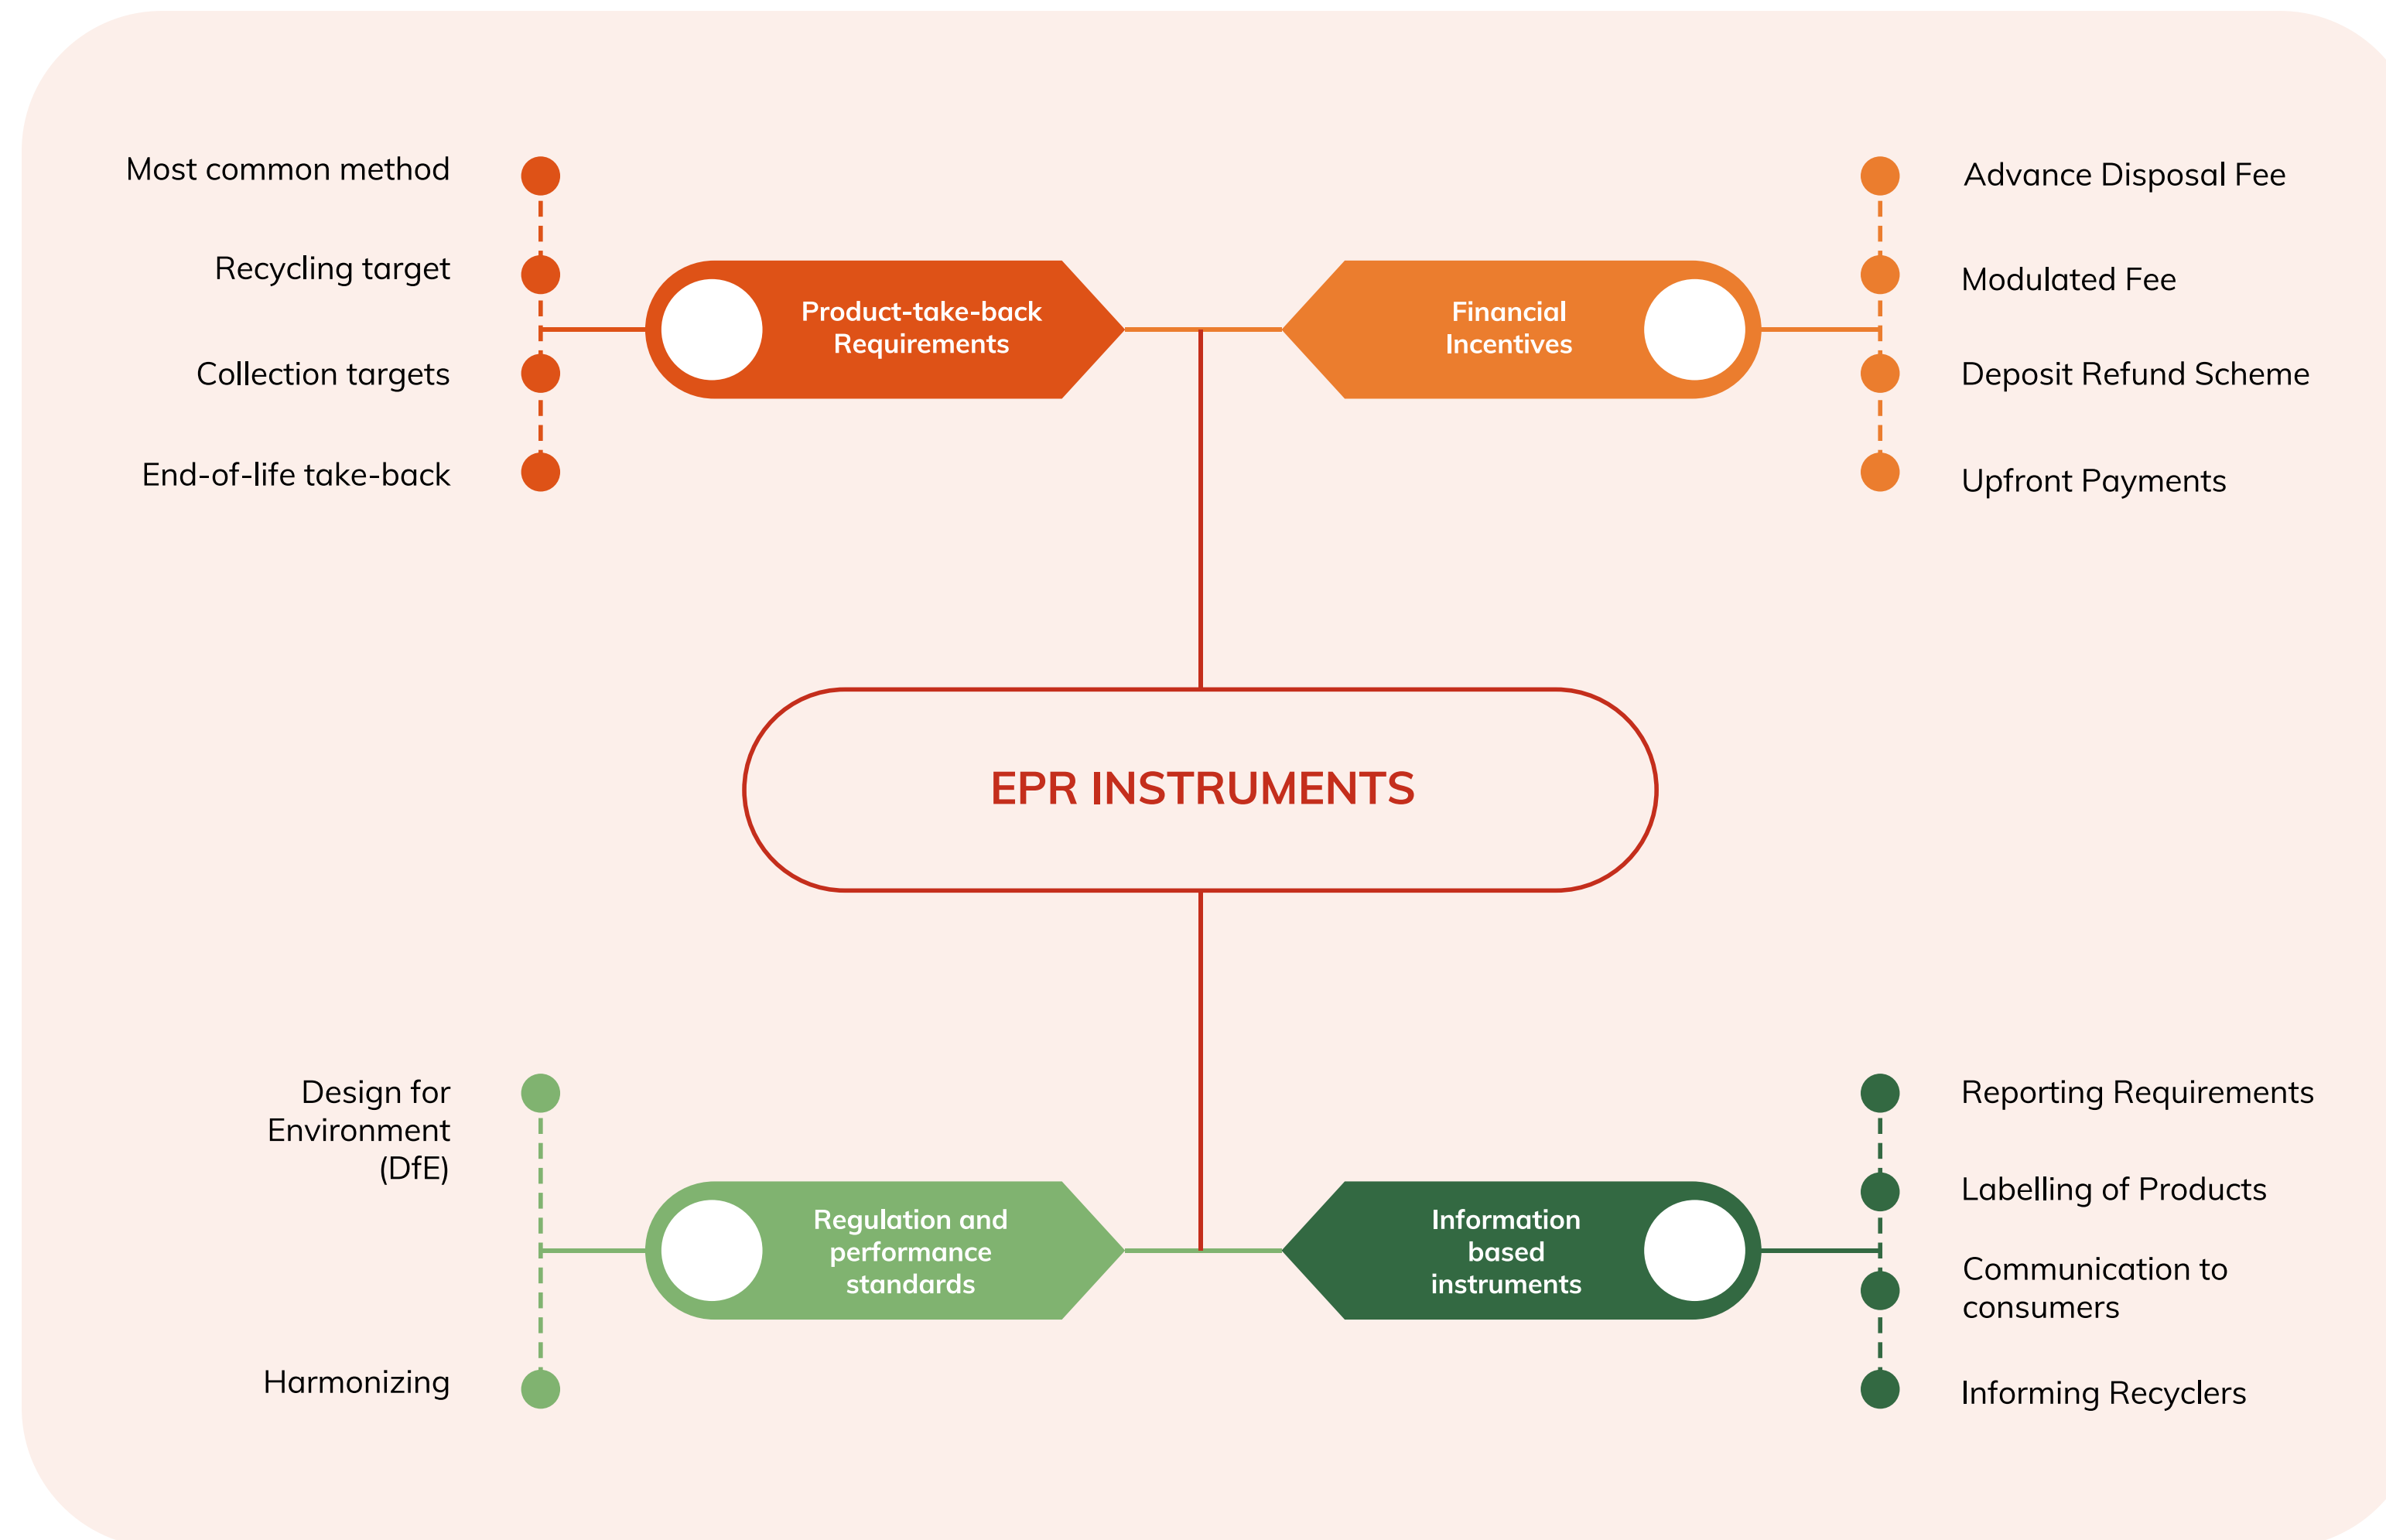 Most common method
Recycling target
Collection targets
End-of-life take-back
Product-take-back
Requirements
Financial
Incentives
Advance Disposal Fee
Modulated Fee
Deposit Refund Scheme
Upfront Payments
EPR INSTRUMENTS
Design for
Environment
(DfE)
Harmonizing
Regulation and
performance
standards
Information
based
instruments
Reporting Requirements
Labelling of Products
Communication to
consumers
Informing Recyclers